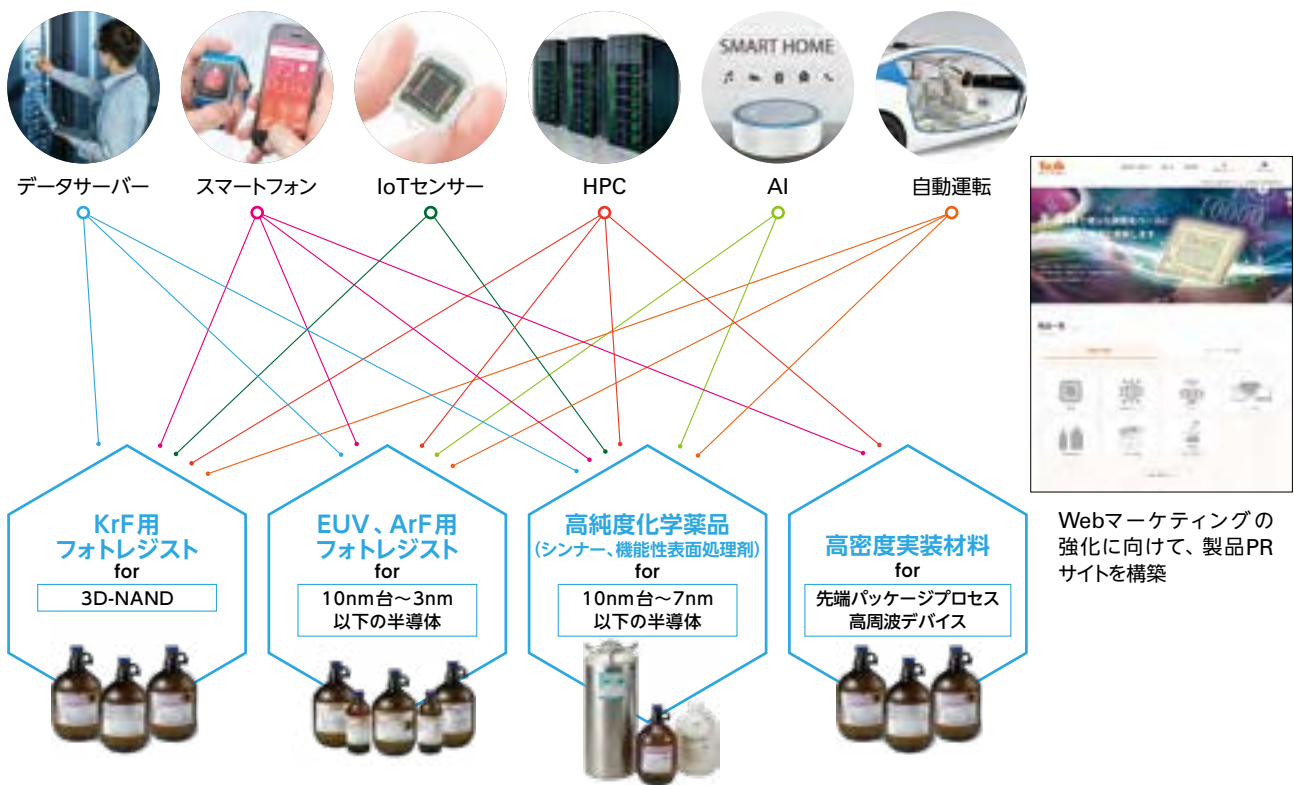 SMART HOME
データサーバー
スマートフォン
IoTセンサー
HPC
AI
自動運転
KrF用
フォトレジスト
for
3D-NAND
EUV、ArF用
フォトレジスト
for
10nm台～3nm
以下の半導体
高純度化学薬品
(シンナー、機能性表面処理剤)
for
10nm台～7nm
以下の半導体
高密度実装材料
for
先端パッケージプロセス
高周波デバイス
Webマーケティングの
強化に向けて、製品PR
サイトを構築